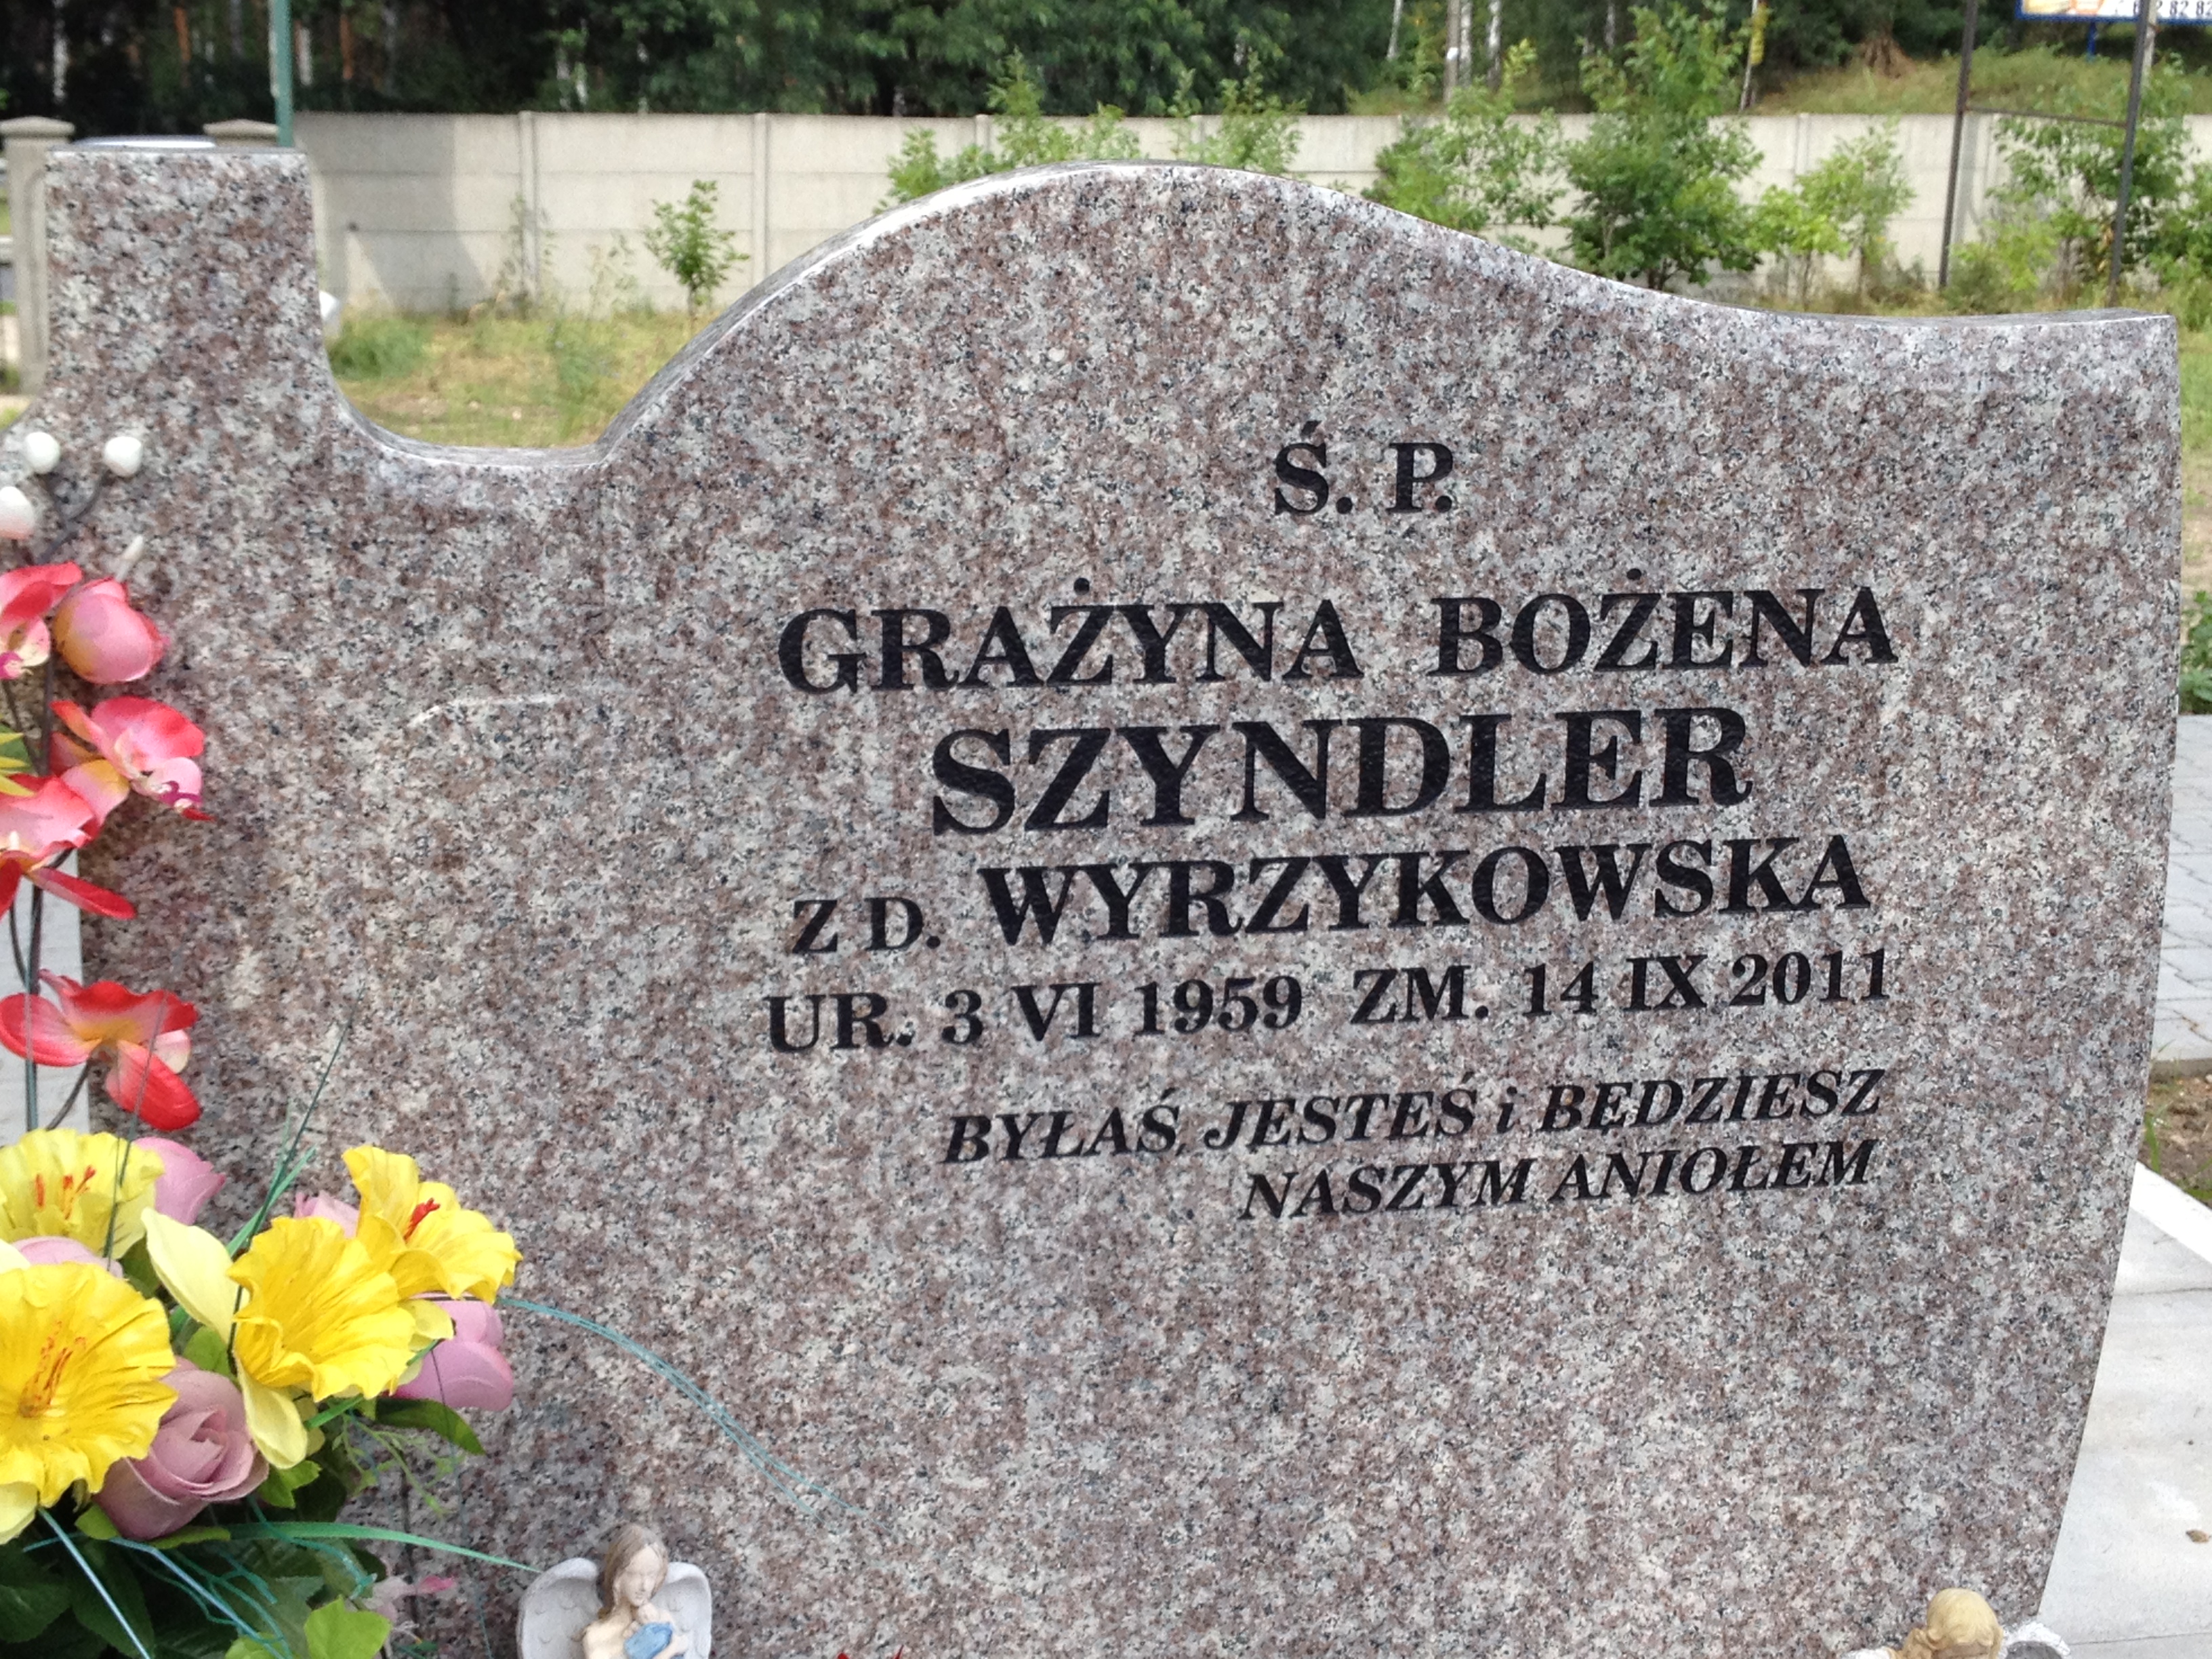 Ś. P.
GRAŻYNA BOŻENA
SZYNDLER
Z D. WYRZYKOWSKA
UR. 3 VI 1959 ZM. 14 IX 2011
BYŁAŚ, JESTEŚ i BĘDZIESZ
NASZYM ANIOŁEM